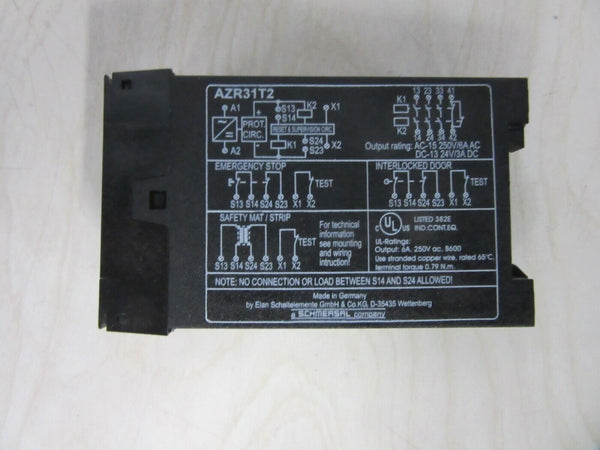 AZR31T2
A1
A2
PROT.
CIRC.
+
-
S13
S14
K2
X1
RESET & SUPERVISION CIRC.
K1
S24
S23
X2
13 23 33 41
K1
K2
14 24 34 42
Output rating: AC-15 250V/6A AC
DC-13 24V/3A DC
EMERGENCY STOP
TEST
S13 S14 S24 S23 X1 X2
INTERLOCKED DOOR
TEST
S13 S14 S24 S23 X1 X2
SAFETY MAT / STRIP
TEST
S13 S14 S24 S23 X1 X2
For technical
information
see mounting
and wiring
intruction!
C UL US
LISTED 382E
IND.CONT.EQ.
UL-Ratings:
Output: 6A, 250V ac, B600
Use stranded copper wire, rated 65°C,
terminal torque 0.79 N.m.
NOTE: NO CONNECTION OR LOAD BETWEEN S14 AND S24 ALLOWED!
Made in Germany
by Elan Schaltelemente GmbH & Co.KG, D-35435 Wettenberg
a SCHMERSAL company